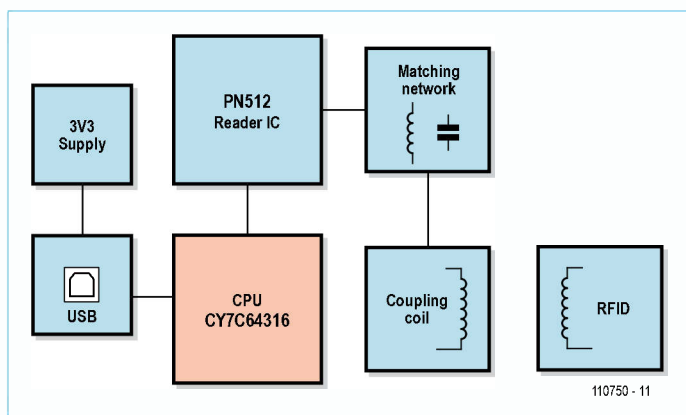 3V3
Supply
PN512
Reader IC
Matching
network
USB
CPU
CY7C64316
Coupling
coil
RFID
110750 - 11